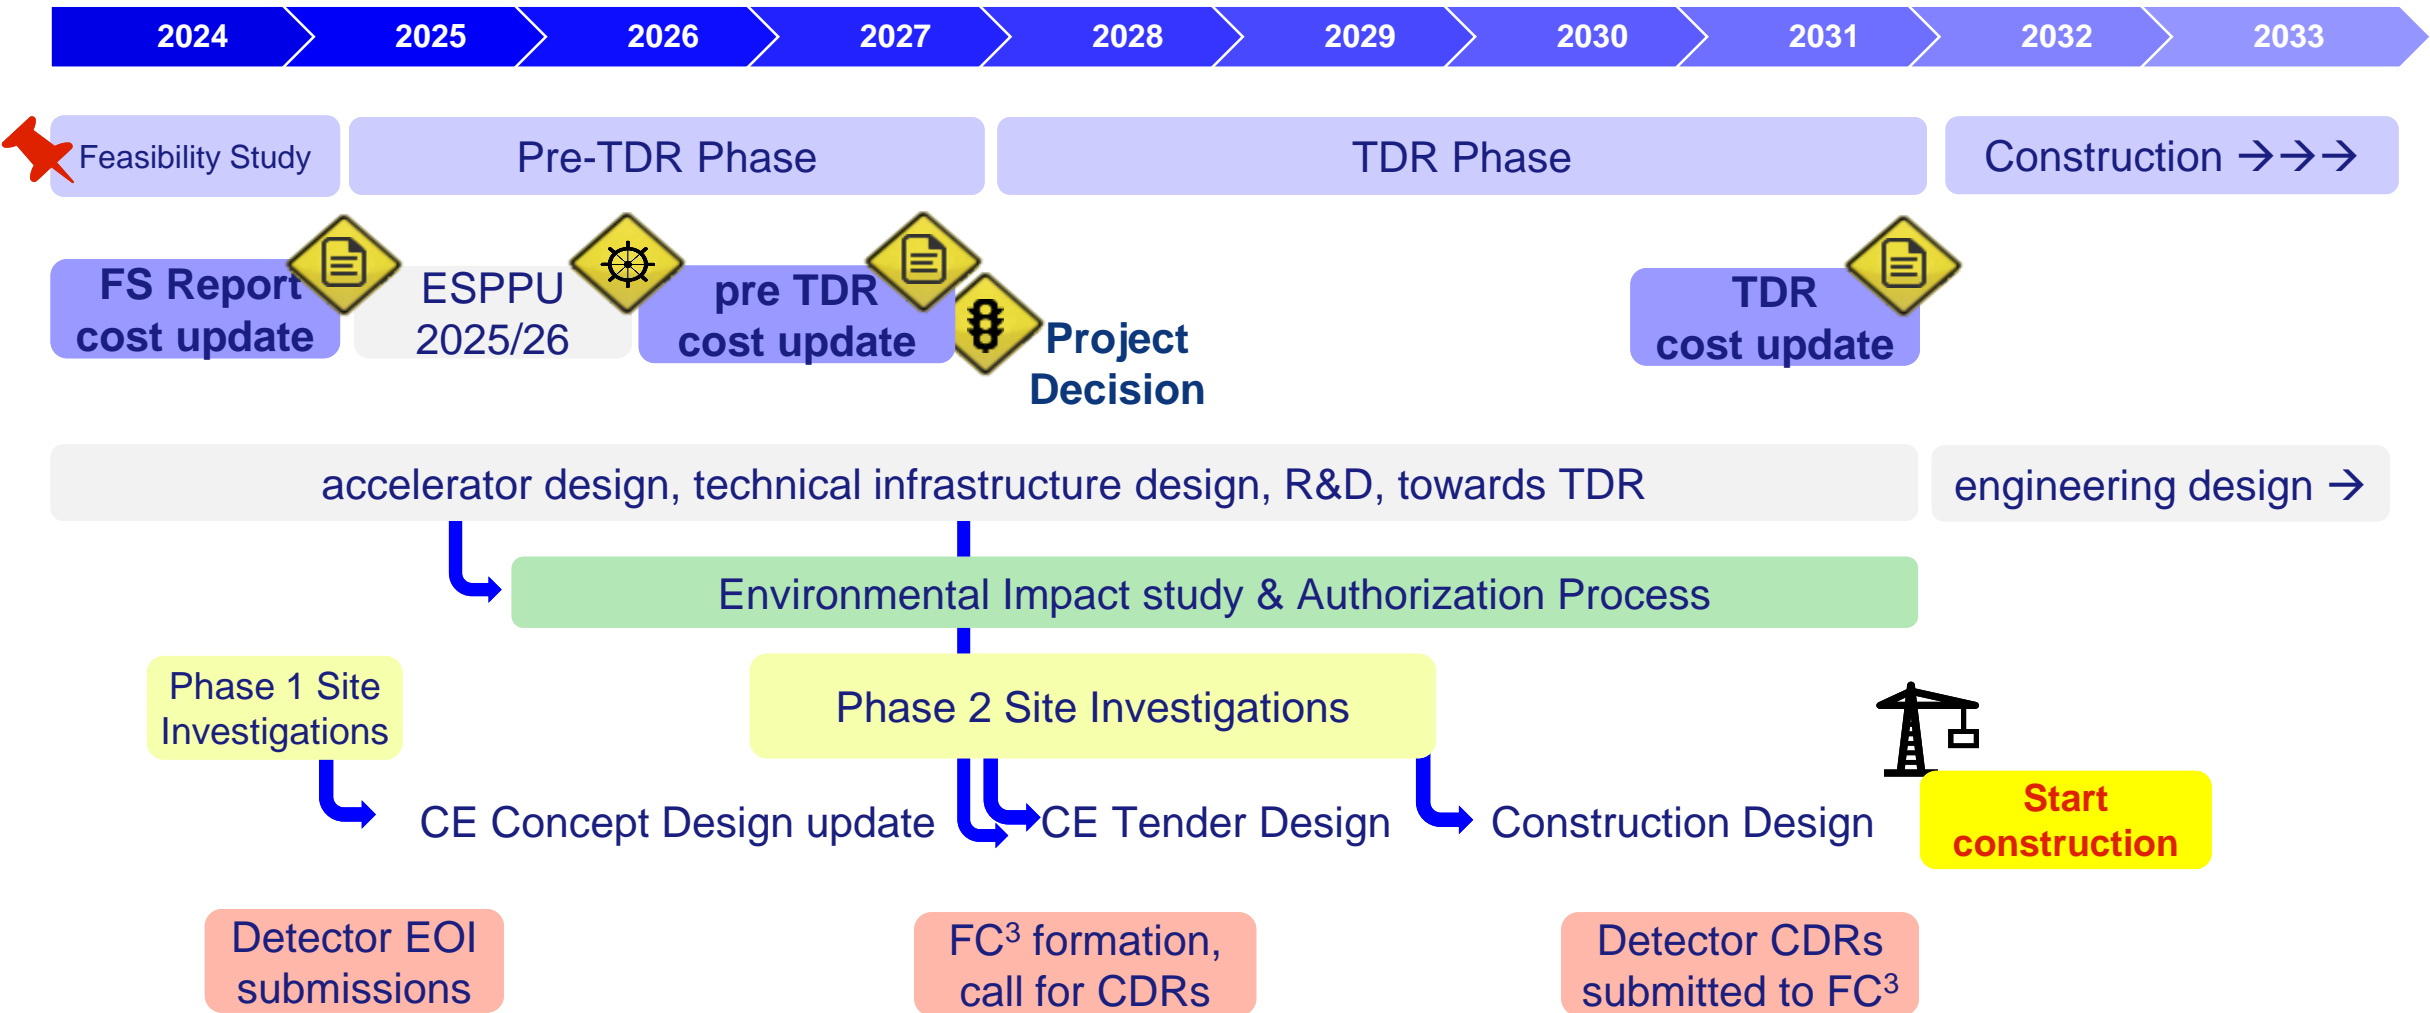 2024 2025 2026 2027 2028 2029 2030 2031 2032 2033
Feasibility Study
Pre-TDR Phase
TDR Phase
Construction →→→
FS Report
cost update
ESPPU
2025/26
pre TDR
cost update
Project
Decision
TDR
cost update
accelerator design, technical infrastructure design, R&D, towards TDR
engineering design →
Environmental Impact study & Authorization Process
Phase 1 Site
Investigations
Phase 2 Site Investigations
CE Concept Design update
CE Tender Design
Construction Design
Start
construction
Detector EOI
submissions
FC³ formation,
call for CDRs
Detector CDRs
submitted to FC³